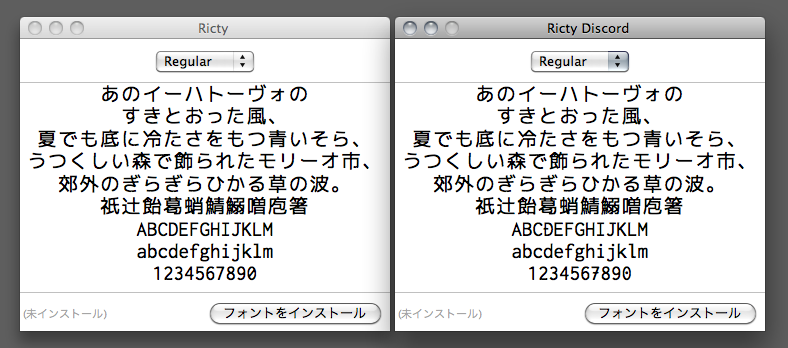 Ricty
Regular
あのイーハトーヴォの
すきとおった風、
夏でも底に冷たさをもつ青いそら、
うつくしい森で飾られたモリーオ市、
郊外のぎらぎらひかる草の波。
祇辻飴葛蛸鯖鰯噌庖箸
ABCDEFGHIJKLM
abcdefghijklm
1234567890
(未インストール)
フォントをインストール
Ricty Discord
Regular
あのイーハトーヴォの
すきとおった風、
夏でも底に冷たさをもつ青いそら、
うつくしい森で飾られたモリーオ市、
郊外のぎらぎらひかる草の波。
祇辻飴葛蛸鯖鰯噌庖箸
ABCDEFGHIJKLM
abcdefghijklm
1234567890
(未インストール)
フォントをインストール